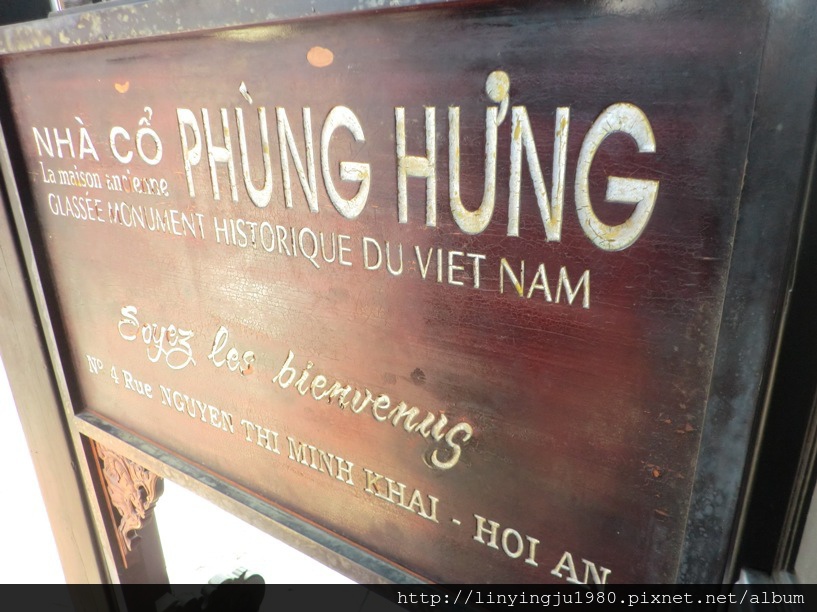 NHÀ CỔ PHÙNG HƯNG
La maison ancienne
GLASSÉE MONUMENT HISTORIQUE DU VIET NAM
Soyez les bienvenus
Nº 4 Rue NGUYEN THI MINH KHAI - HOI AN
http://linyingju1980.pixnet.net/album